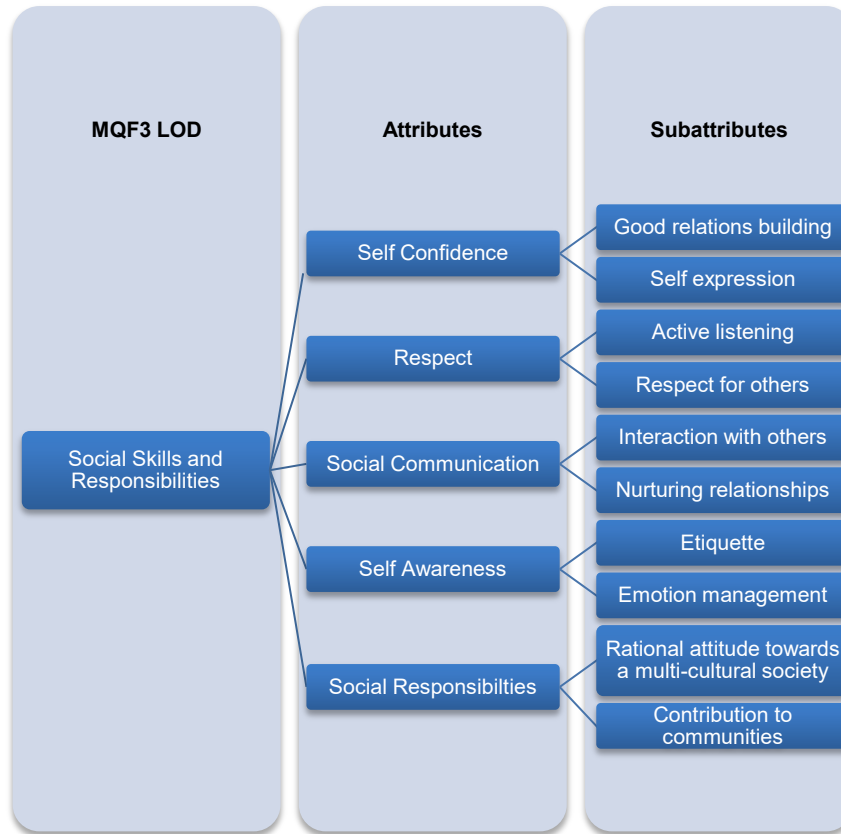 MQF3 LOD
Attributes
Subattributes
Social Skills and
Responsibilities
Self Confidence
Good relations building
Self expression
Respect
Active listening
Respect for others
Social Communication
Interaction with others
Nurturing relationships
Self Awareness
Etiquette
Emotion management
Social Responsibilties
Rational attitude towards
a multi-cultural society
Contribution to
communities